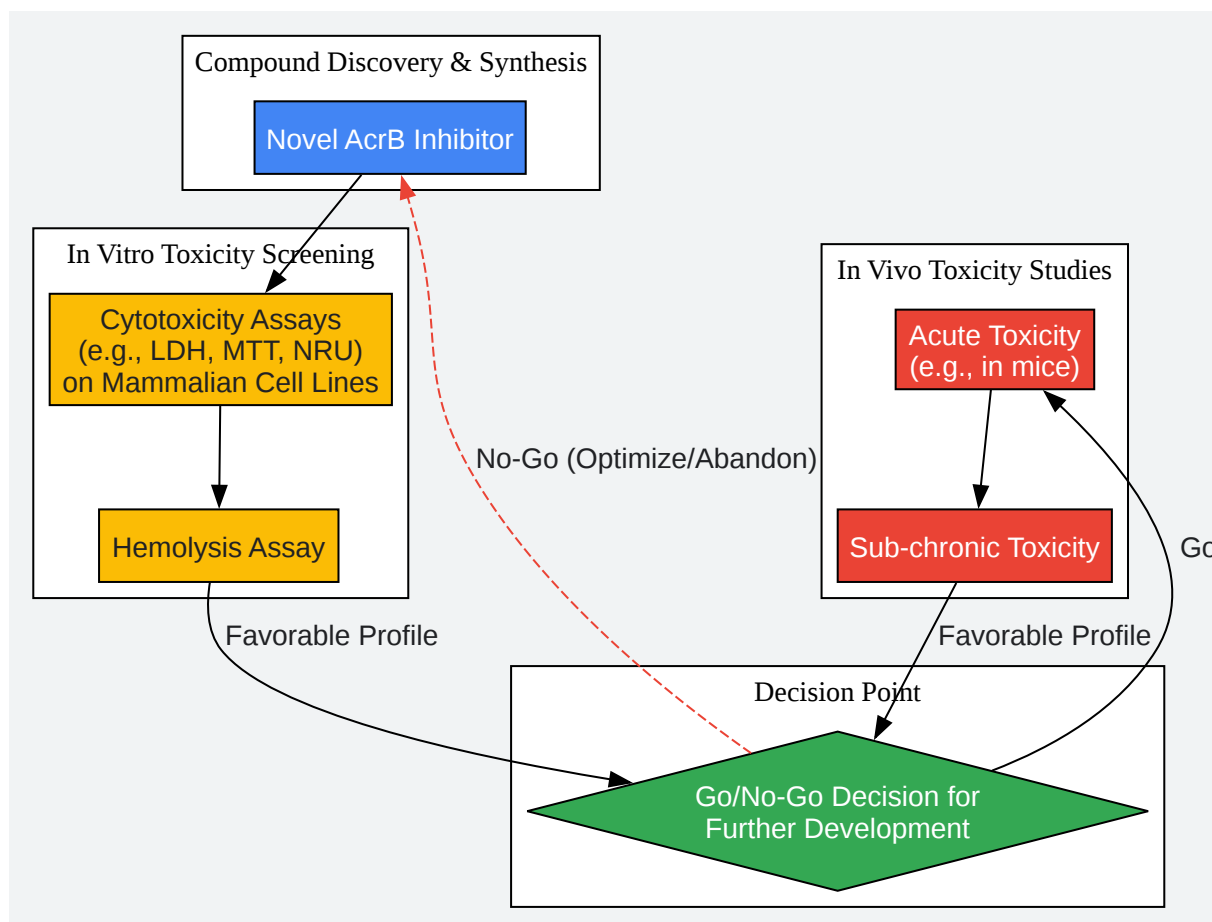 Compound Discovery & Synthesis
Novel AcrB Inhibitor
In Vitro Toxicity Screening
Cytotoxicity Assays
(e.g., LDH, MTT, NRU)
on Mammalian Cell Lines
Hemolysis Assay
In Vivo Toxicity Studies
Acute Toxicity
(e.g., in mice)
Sub-chronic Toxicity
No-Go (Optimize/Abandon)
Go
Favorable Profile
Favorable Profile
Decision Point
Go/No-Go Decision for
Further Development